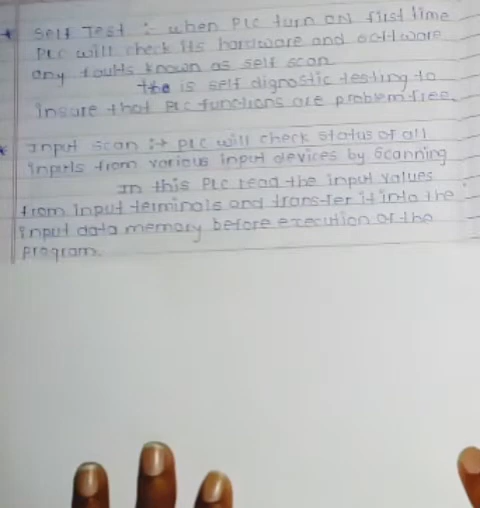 * Self Test :- when PLC turn ON first time
PLC will check its hardware and software
any faults known as self scan
the is self dignostic testing to
insure that PLC functions are problem free.
* Input scan :+ PLC will check status of all
inputs from various input devices by scanning
In this PLC read the input values
from input terminals and transfer it into the
input data memory before execution of the
program.